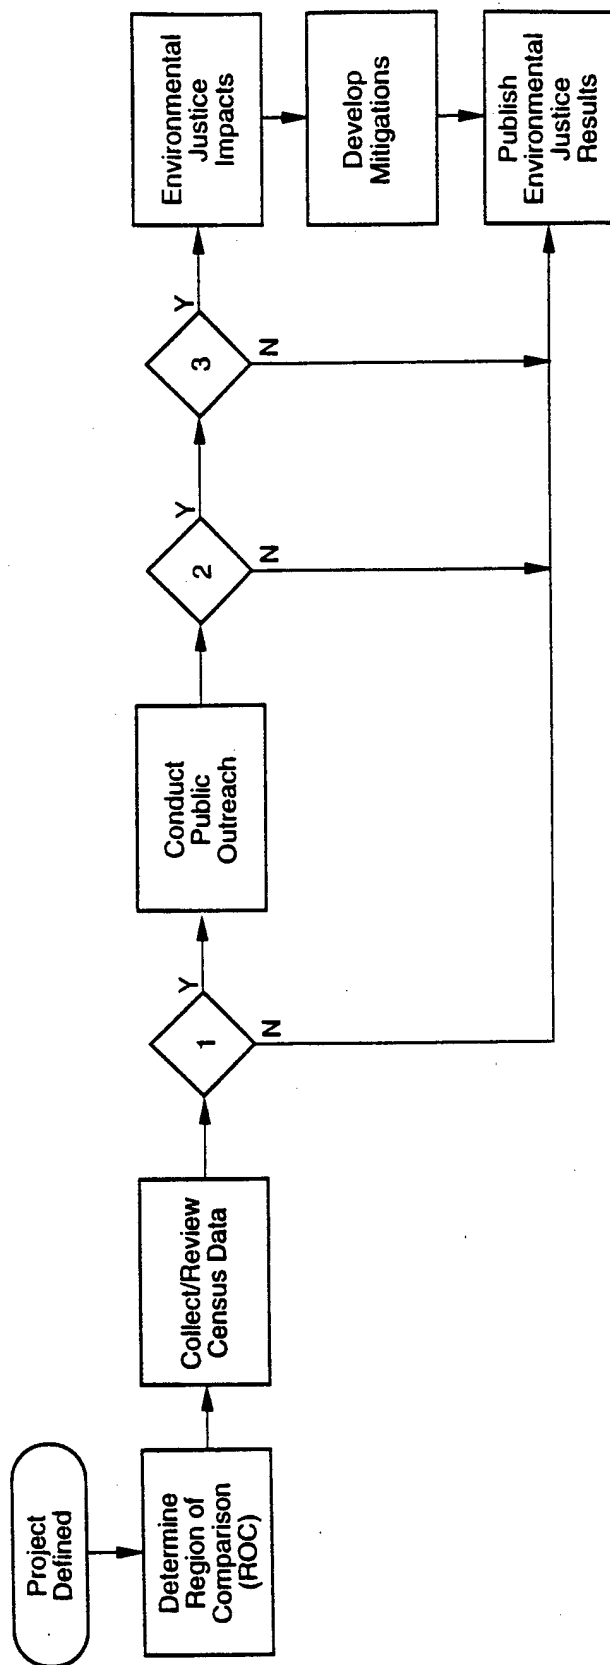 Project
Defined
Determine
Region of
Comparison
(ROC)
Collect/Review
Census Data
1
Y
N
Conduct
Public
Outreach
2
Y
N
3
Y
N
Environmental
Justice
Impacts
Develop
Mitigations
Publish
Environmental
Justice
Results